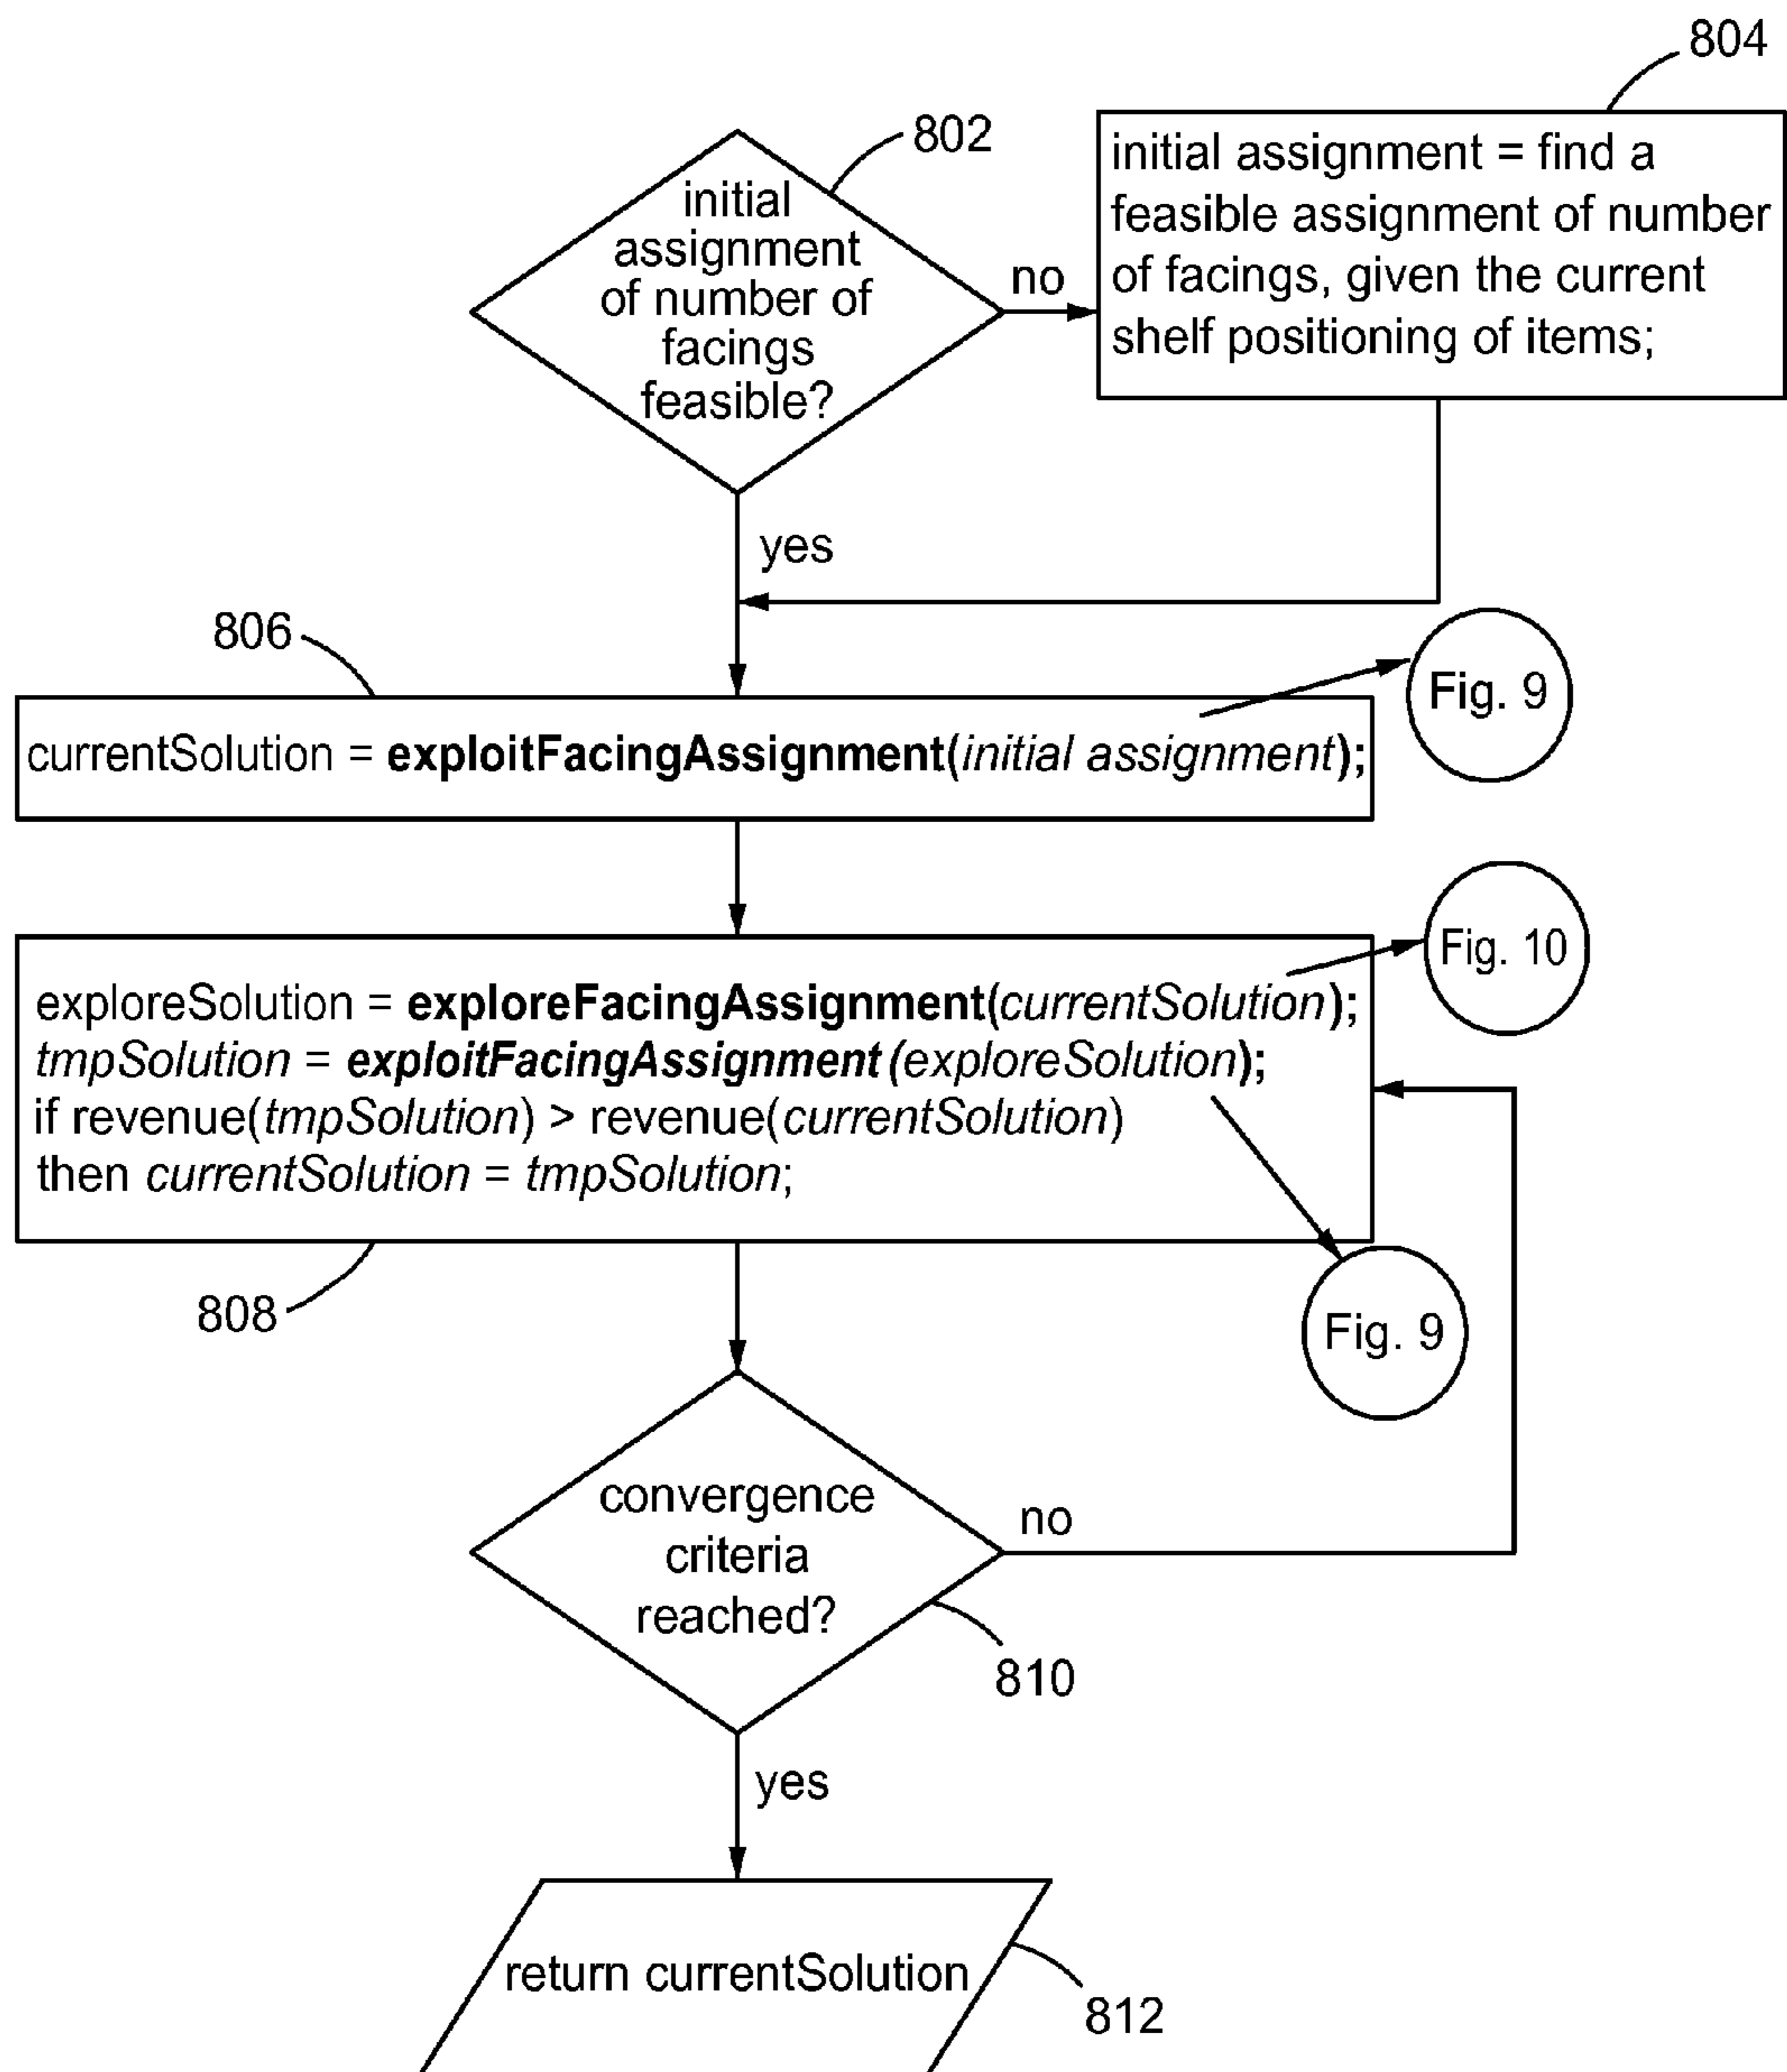 804
802
initial
assignment
of number of
facings
feasible?
no
initial assignment = find a
feasible assignment of number
of facings, given the current
shelf positioning of items;
yes
806
Fig. 9
currentSolution = exploitFacingAssignment(initial assignment);
Fig. 10
exploreSolution = exploreFacingAssignment(currentSolution);
tmpSolution = exploitFacingAssignment(exploreSolution);
if revenue(tmpSolution) > revenue(currentSolution)
then currentSolution = tmpSolution;
808
Fig. 9
convergence
criteria
reached?
no
810
yes
return currentSolution
812